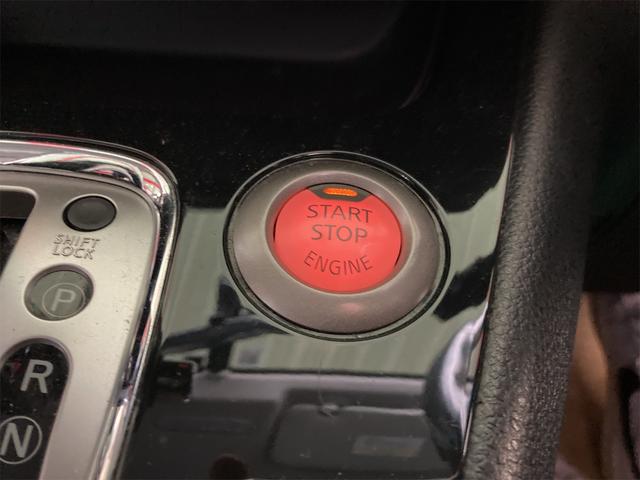 START
STOP
ENGINE
SHIFT
LOCK
P
R
N